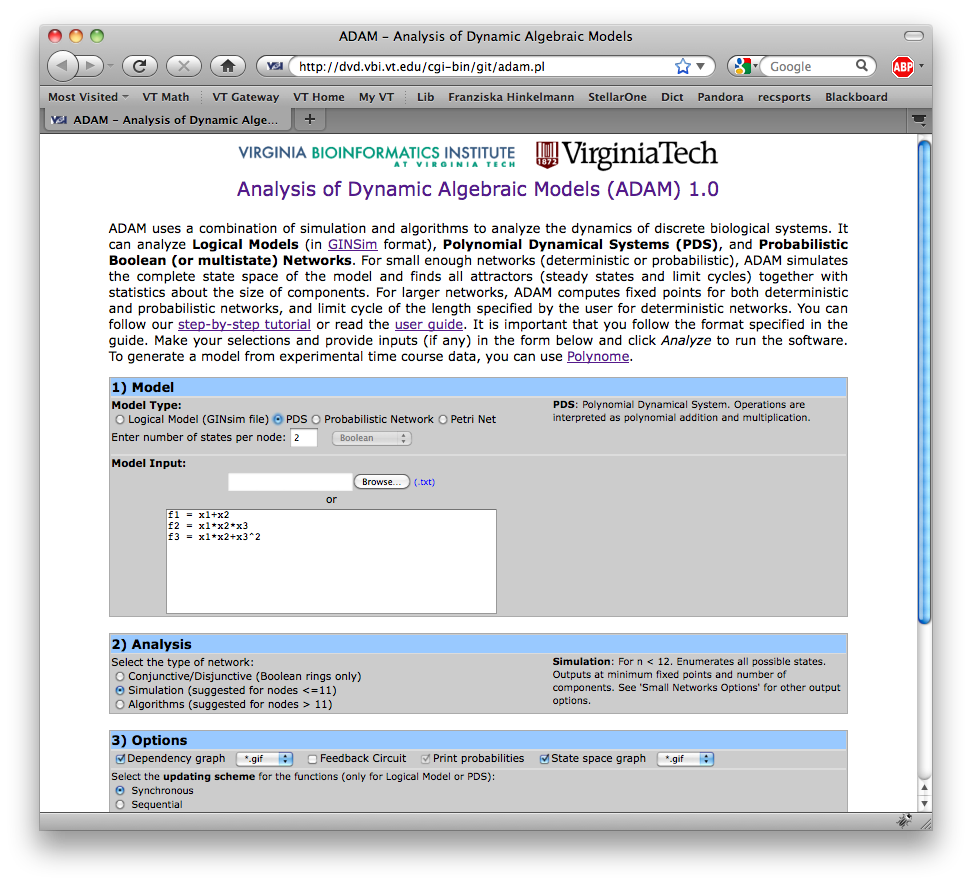 ADAM – Analysis of Dynamic Algebraic Models
VSI http://dvd.vbi.vt.edu/cgi-bin/git/adam.pl Google ABP
Most Visited VT Math VT Gateway VT Home My VT Lib Franziska Hinkelmann StellarOne Dict Pandora recsports Blackboard
VSI ADAM – Analysis of Dynamic Alge... +
VIRGINIA BIOINFORMATICS INSTITUTE
AT VIRGINIA TECH
1872 VirginiaTech
Analysis of Dynamic Algebraic Models (ADAM) 1.0
ADAM uses a combination of simulation and algorithms to analyze the dynamics of discrete biological systems. It
can analyze Logical Models (in GINSim format), Polynomial Dynamical Systems (PDS), and Probabilistic
Boolean (or multistate) Networks. For small enough networks (deterministic or probabilistic), ADAM simulates
the complete state space of the model and finds all attractors (steady states and limit cycles) together with
statistics about the size of components. For larger networks, ADAM computes fixed points for both deterministic
and probabilistic networks, and limit cycle of the length specified by the user for deterministic networks. You can
follow our step-by-step tutorial or read the user guide. It is important that you follow the format specified in the
guide. Make your selections and provide inputs (if any) in the form below and click Analyze to run the software.
To generate a model from experimental time course data, you can use Polynome.
1) Model
Model Type:
Logical Model (GINsim file) PDS Probabilistic Network Petri Net
Enter number of states per node: 2 Boolean
PDS: Polynomial Dynamical System. Operations are
interpreted as polynomial addition and multiplication.
Model Input:
Browse... (.txt)
or
f1 = x1+x2
f2 = x1*x2*x3
f3 = x1*x2+x3^2
2) Analysis
Select the type of network:
Conjunctive/Disjunctive (Boolean rings only)
Simulation (suggested for nodes <=11)
Algorithms (suggested for nodes > 11)
Simulation: For n < 12. Enumerates all possible states.
Outputs at minimum fixed points and number of
components. See 'Small Networks Options' for other output
options.
3) Options
Dependency graph *.gif Feedback Circuit Print probabilities State space graph *.gif
Select the updating scheme for the functions (only for Logical Model or PDS):
Synchronous
Sequential